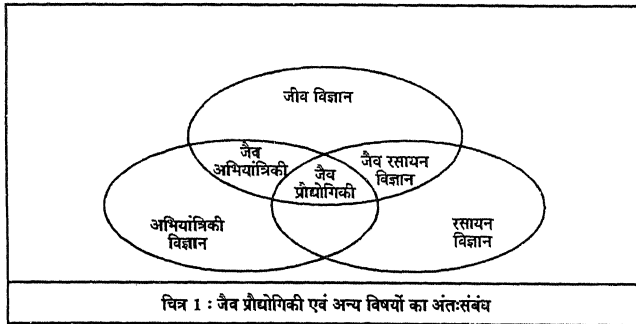 जीव विज्ञान
जैव
अभियांत्रिकी
जैव रसायन
विज्ञान
जैव
प्रौद्योगिकी
अभियांत्रिकी
विज्ञान
रसायन
विज्ञान
चित्र 1 : जैव प्रौद्योगिकी एवं अन्य विषयों का अंतःसंबंध